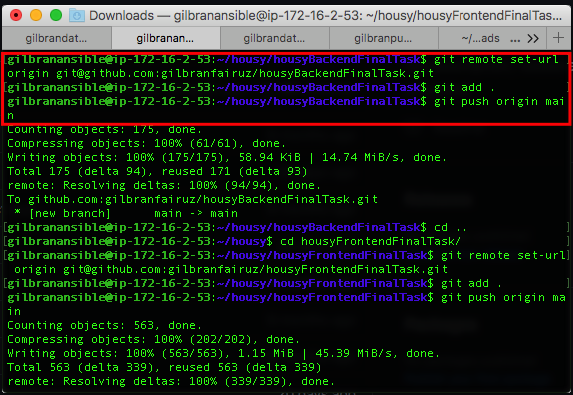 Downloads — gilbranansible@ip-172-16-2-53: ~/housy/housyFrontendFinalTas...
gilbrandat... gilbranan... gilbrandat... gilbranpu... ~/...ads ... >> +
gilbranansible@ip-172-16-2-53:~/housy/housyBackendFinalTask$ git remote set-url
origin git@github.com:gilbranfairuz/housyBackendFinalTask.git
[gilbranansible@ip-172-16-2-53:~/housy/housyBackendFinalTask$ git add . ]
[gilbranansible@ip-172-16-2-53:~/housy/housyBackendFinalTask$ git push origin mai
n
Counting objects: 175, done.
Compressing objects: 100% (61/61), done.
Writing objects: 100% (175/175), 58.94 KiB | 14.74 MiB/s, done.
Total 175 (delta 94), reused 171 (delta 93)
remote: Resolving deltas: 100% (94/94), done.
To github.com:gilbranfairuz/housyBackendFinalTask.git
 * [new branch]      main -> main
[gilbranansible@ip-172-16-2-53:~/housy/housyBackendFinalTask$ cd .. ]
[gilbranansible@ip-172-16-2-53:~/housy$ cd housyFrontendFinalTask/ ]
[gilbranansible@ip-172-16-2-53:~/housy/housyFrontendFinalTask$ git remote set-url]
 origin git@github.com:gilbranfairuz/housyFrontendFinalTask.git
[gilbranansible@ip-172-16-2-53:~/housy/housyFrontendFinalTask$ git add . ]
[gilbranansible@ip-172-16-2-53:~/housy/housyFrontendFinalTask$ git push origin ma]
in
Counting objects: 563, done.
Compressing objects: 100% (202/202), done.
Writing objects: 100% (563/563), 1.15 MiB | 45.39 MiB/s, done.
Total 563 (delta 339), reused 563 (delta 339)
remote: Resolving deltas: 100% (339/339), done.